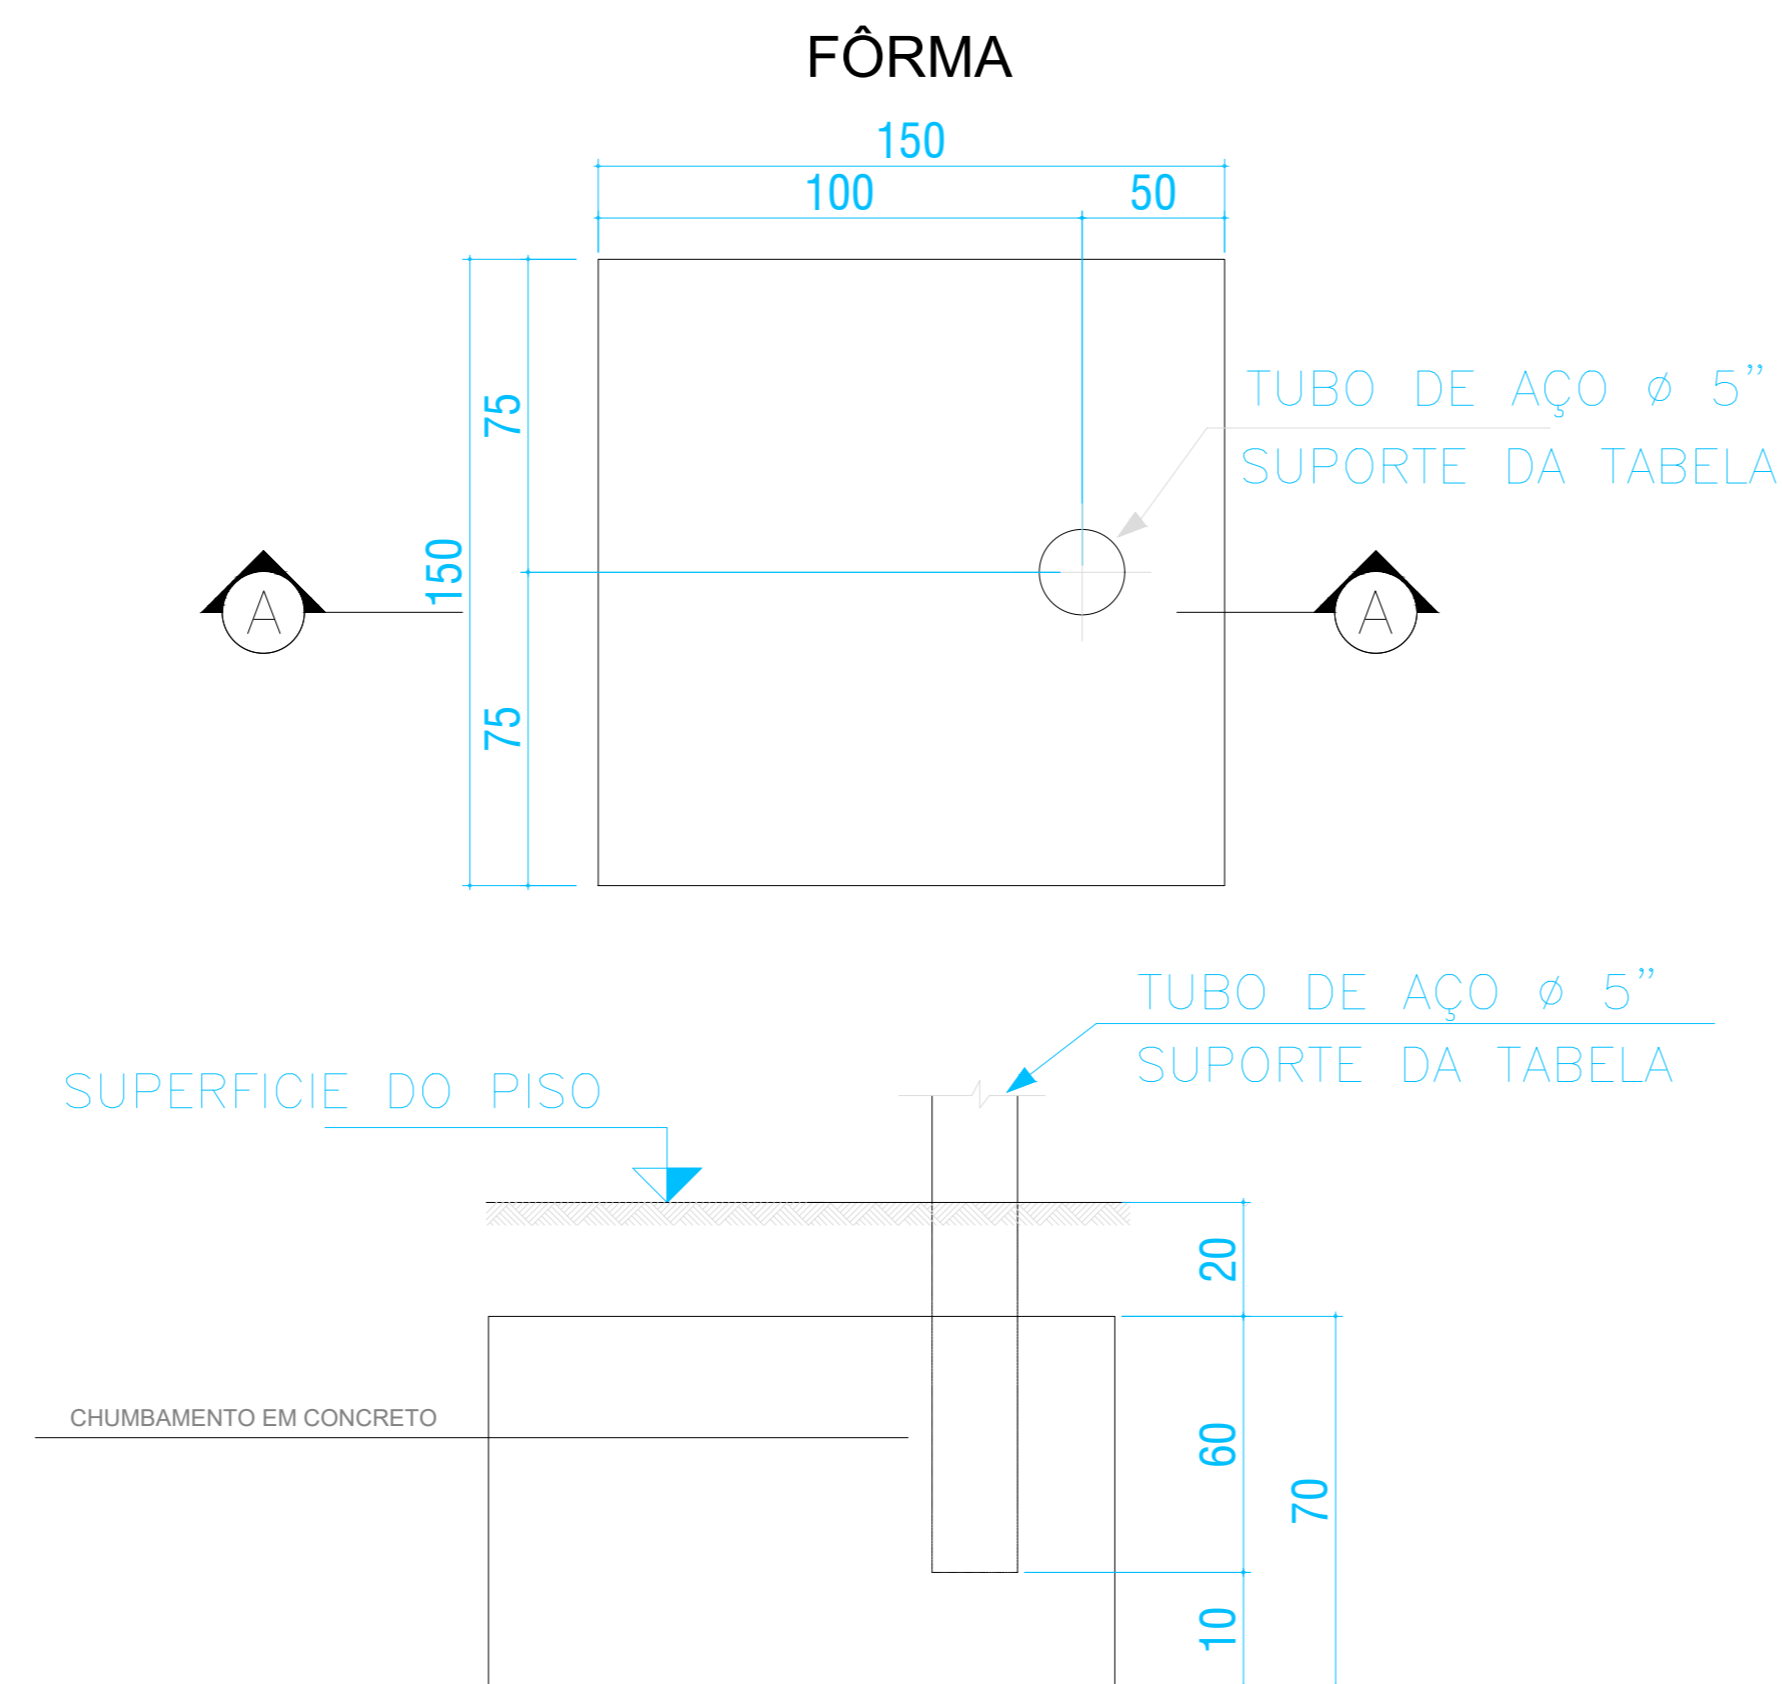 FÔRMA
150
100 50
75
TUBO DE AÇO ø 5"
SUPORTE DA TABELA
150
A A
75
TUBO DE AÇO ø 5"
SUPORTE DA TABELA
SUPERFICIE DO PISO
20
CHUMBAMENTO EM CONCRETO
60
70
10